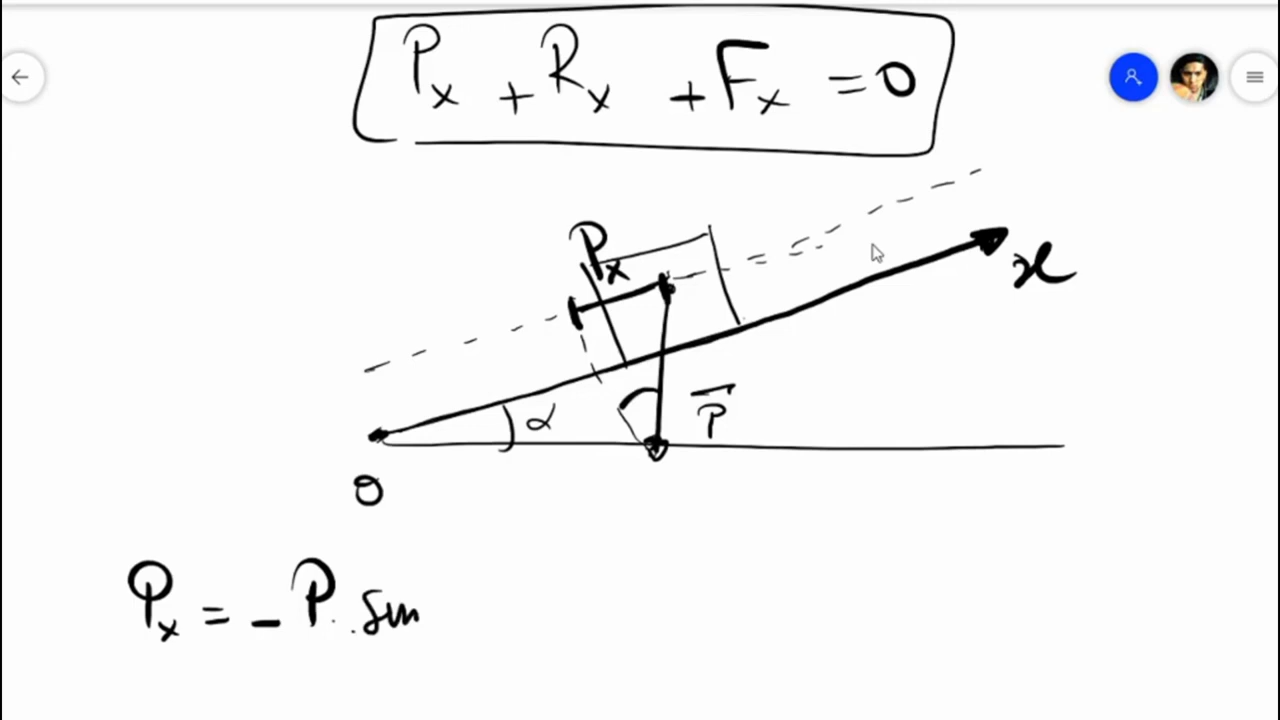 Px + Rx + Fx = 0
Px
x
α
P⃗
O
Px = - P . sin